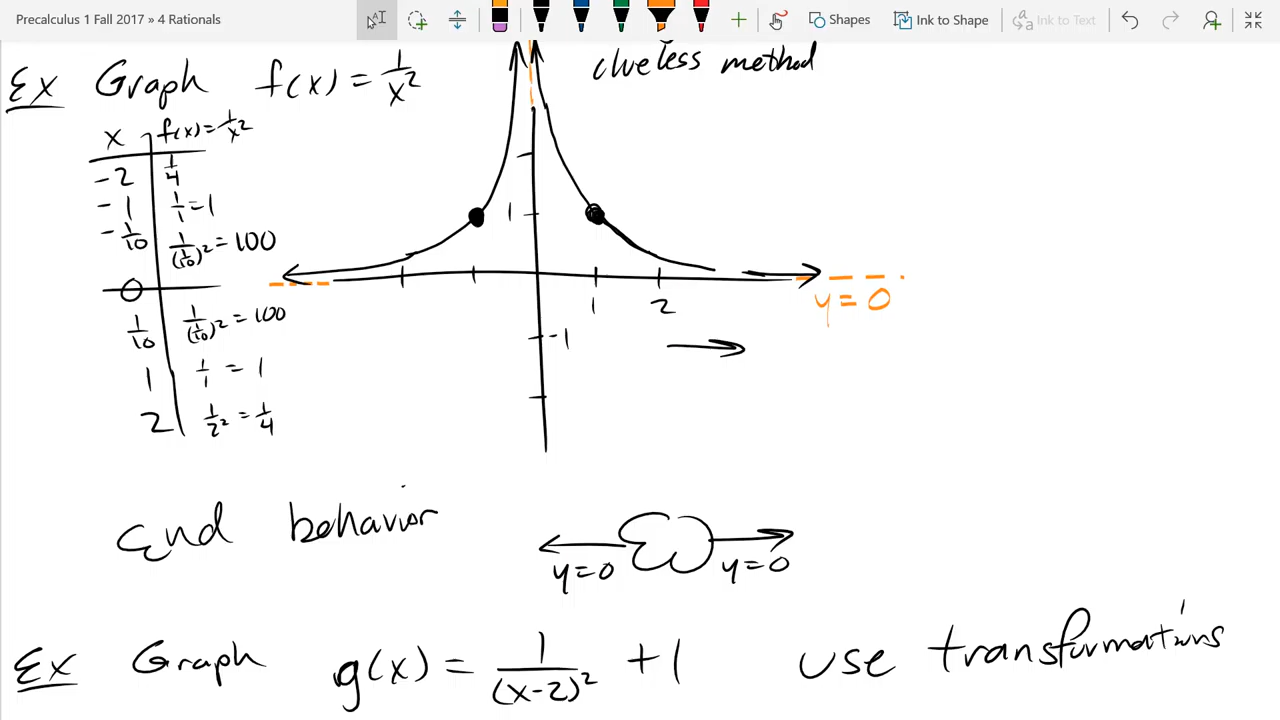 Precalculus 1 Fall 2017 » 4 Rationals
Shapes
Ink to Shape
Ink to Text
clueless method
Ex Graph f(x) = 1/x²
x f(x) = 1/x²
-2 1/4
-1 1/1 = 1
-1/10 1/(1/10)² = 100
0
1/10 1/(1/10)² = 100
1 1/1 = 1
2 1/2² = 1/4
1
1 2
-1
y = 0
End behavior
y=0 y=0
Ex Graph g(x) = 1/(x-2)² + 1 use transformations